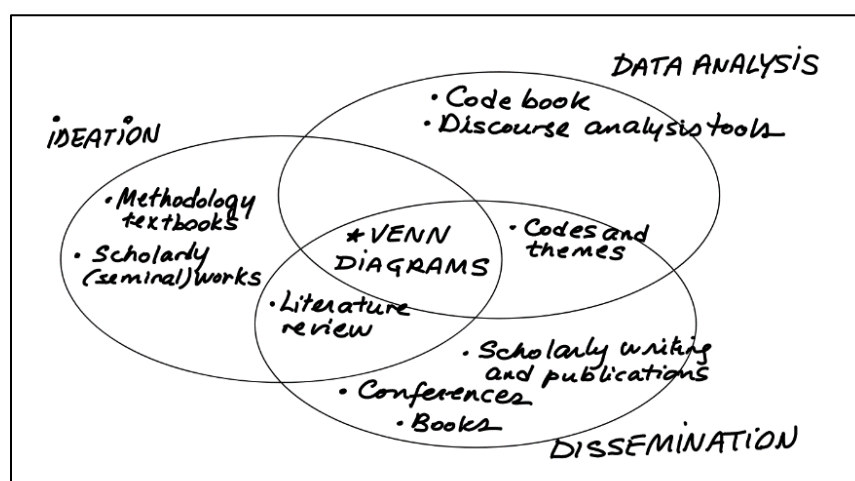 DATA ANALYSIS
• Code book
• Discourse analysis tools
IDEATION
• Methodology
textbooks
• Scholarly
(seminal) works
* VENN
DIAGRAMS
• Codes and
themes
• Literature
review
• Scholarly writing
and publications
• Conferences
• Books
DISSEMINATION